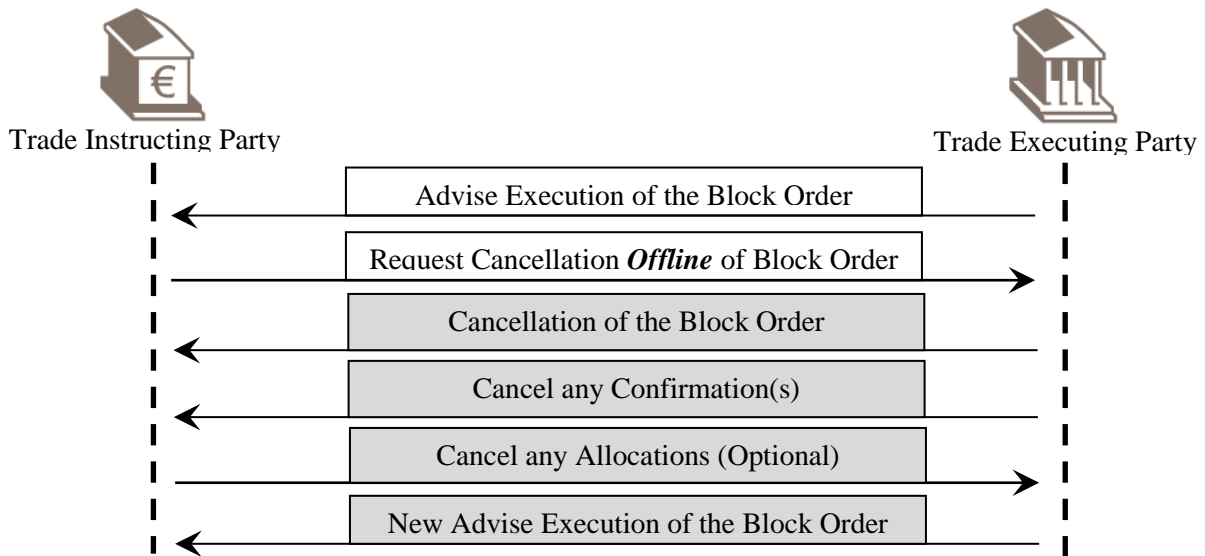 €
Trade Instructing Party
Trade Executing Party
Advise Execution of the Block Order
Request Cancellation Offline of Block Order
Cancellation of the Block Order
Cancel any Confirmation(s)
Cancel any Allocations (Optional)
New Advise Execution of the Block Order